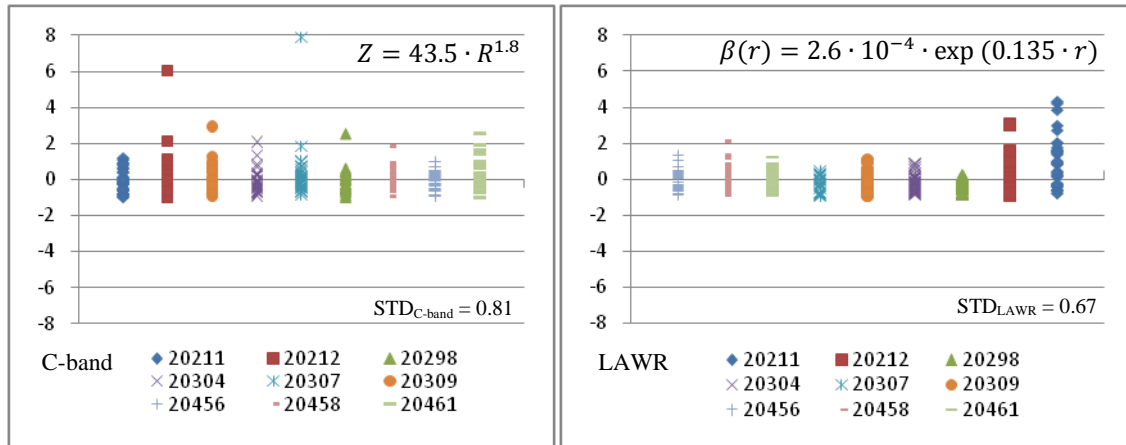 8
6
4
2
0
-2
-4
-6
-8
Z = 43.5 · R^1.8
STD_C-band = 0.81
C-band
20211 20212 20298
20304 20307 20309
20456 20458 20461
8
6
4
2
0
-2
-4
-6
-8
β(r) = 2.6 · 10^−4 · exp (0.135 · r)
STD_LAWR = 0.67
LAWR
20211 20212 20298
20304 20307 20309
20456 20458 20461